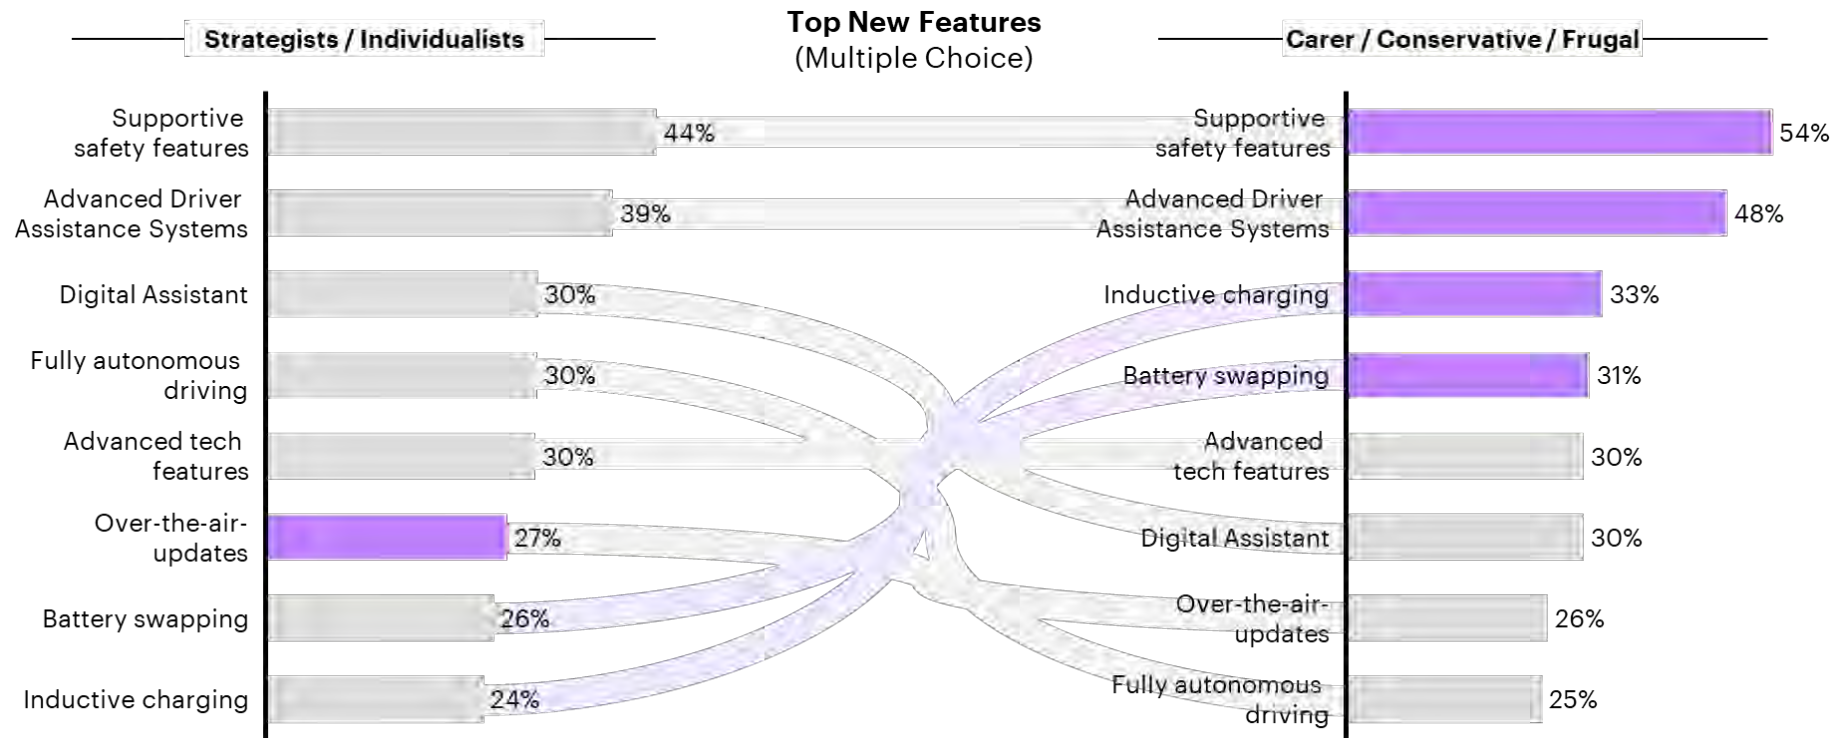 Top New Features
(Multiple Choice)
Strategists / Individualists
Supportive
safety features
44%
Advanced Driver
Assistance Systems
39%
Digital Assistant
30%
Fully autonomous
driving
30%
Advanced tech
features
30%
Over-the-air-
updates
27%
Battery swapping
26%
Inductive charging
24%
Carer / Conservative / Frugal
Supportive
safety features
54%
Advanced Driver
Assistance Systems
48%
Inductive charging
33%
Battery swapping
31%
Advanced
tech features
30%
Digital Assistant
30%
Over-the-air-
updates
26%
Fully autonomous
driving
25%